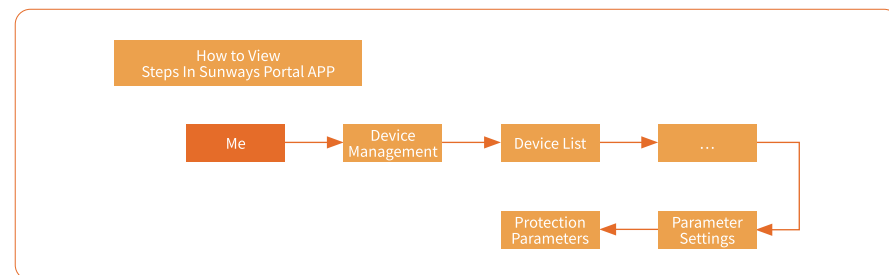 How to View
Steps In Sunways Portal APP
Me
Device
Management
Device List
...
Parameter
Settings
Protection
Parameters